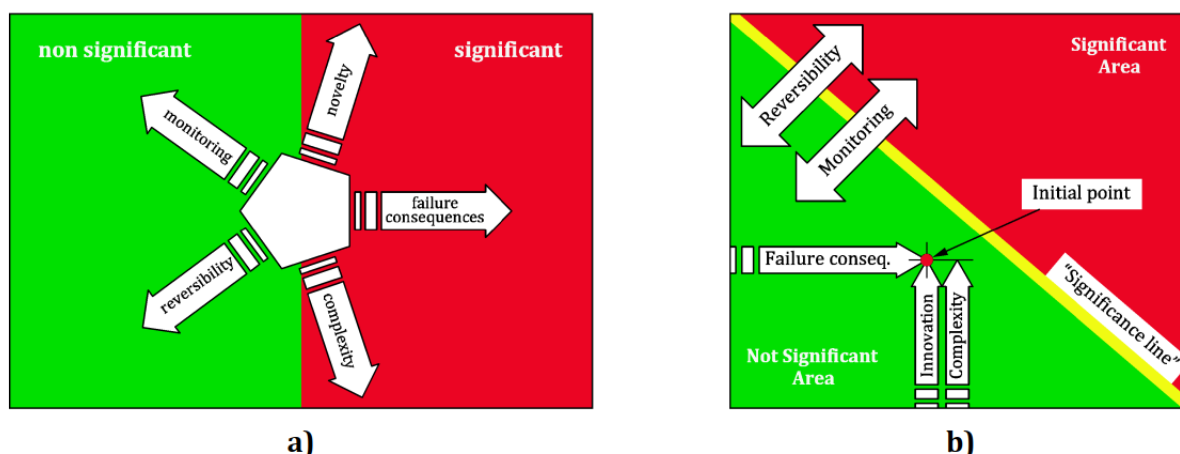 non significant
significant
novelty
monitoring
failure
consequences
reversibility
complexity
a)
Significant
Area
Reversibility
Monitoring
Initial point
Failure conseq.
Innovation
Complexity
"Significance line"
Not Significant
Area
b)